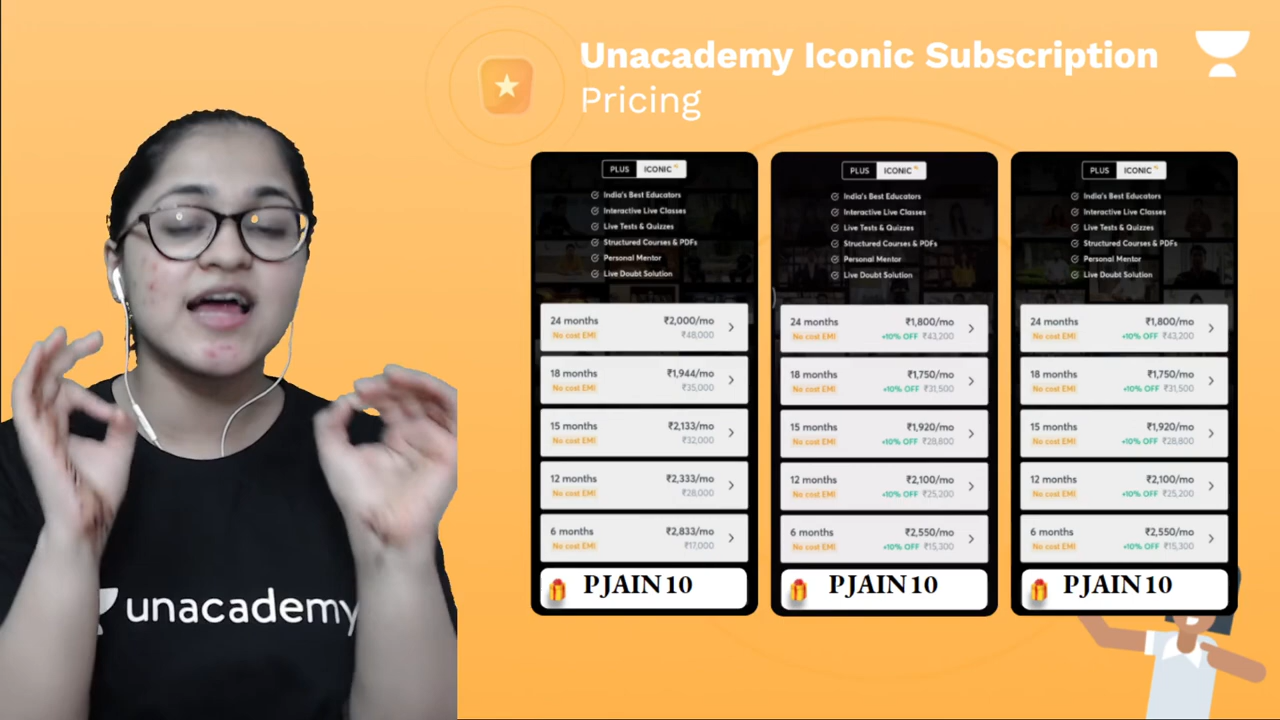 Unacademy Iconic Subscription
Pricing
PLUS ICONIC
India's Best Educators
Interactive Live Classes
Live Tests & Quizzes
Structured Courses & PDFs
Personal Mentor
Live Doubt Solution
24 months ₹2,000/mo
No cost EMI ₹48,000
18 months ₹1,944/mo
No cost EMI ₹35,000
15 months ₹2,133/mo
No cost EMI ₹32,000
12 months ₹2,333/mo
No cost EMI ₹28,000
6 months ₹2,833/mo
No cost EMI ₹17,000
PJAIN10
PLUS ICONIC
India's Best Educators
Interactive Live Classes
Live Tests & Quizzes
Structured Courses & PDFs
Personal Mentor
Live Doubt Solution
24 months ₹1,800/mo
No cost EMI +10% OFF ₹43,200
18 months ₹1,750/mo
No cost EMI +10% OFF ₹31,500
15 months ₹1,920/mo
No cost EMI +10% OFF ₹28,800
12 months ₹2,100/mo
No cost EMI +10% OFF ₹25,200
6 months ₹2,550/mo
No cost EMI +10% OFF ₹15,300
PJAIN10
PLUS ICONIC
India's Best Educators
Interactive Live Classes
Live Tests & Quizzes
Structured Courses & PDFs
Personal Mentor
Live Doubt Solution
24 months ₹1,800/mo
No cost EMI +10% OFF ₹43,200
18 months ₹1,750/mo
No cost EMI +10% OFF ₹31,500
15 months ₹1,920/mo
No cost EMI +10% OFF ₹28,800
12 months ₹2,100/mo
No cost EMI +10% OFF ₹25,200
6 months ₹2,550/mo
No cost EMI +10% OFF ₹15,300
PJAIN10
unacademy